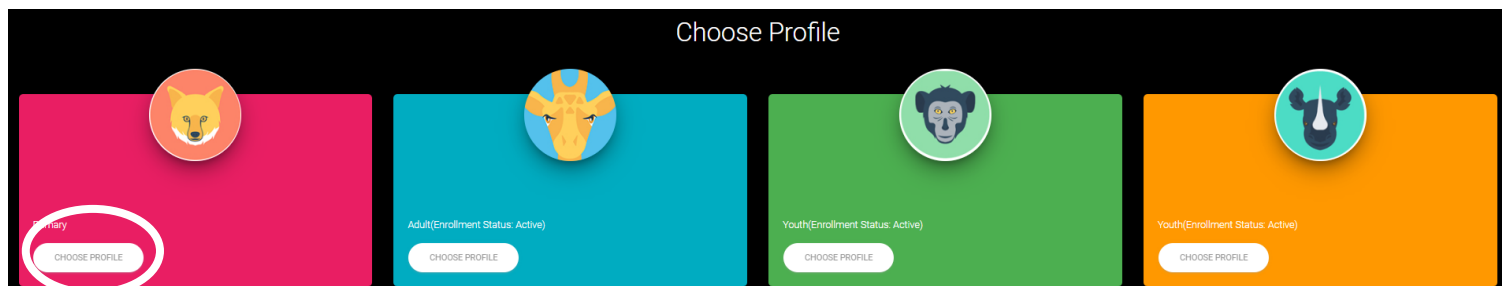 Choose Profile
Primary
CHOOSE PROFILE
Adult(Enrollment Status: Active)
CHOOSE PROFILE
Youth(Enrollment Status: Active)
CHOOSE PROFILE
Youth(Enrollment Status: Active)
CHOOSE PROFILE